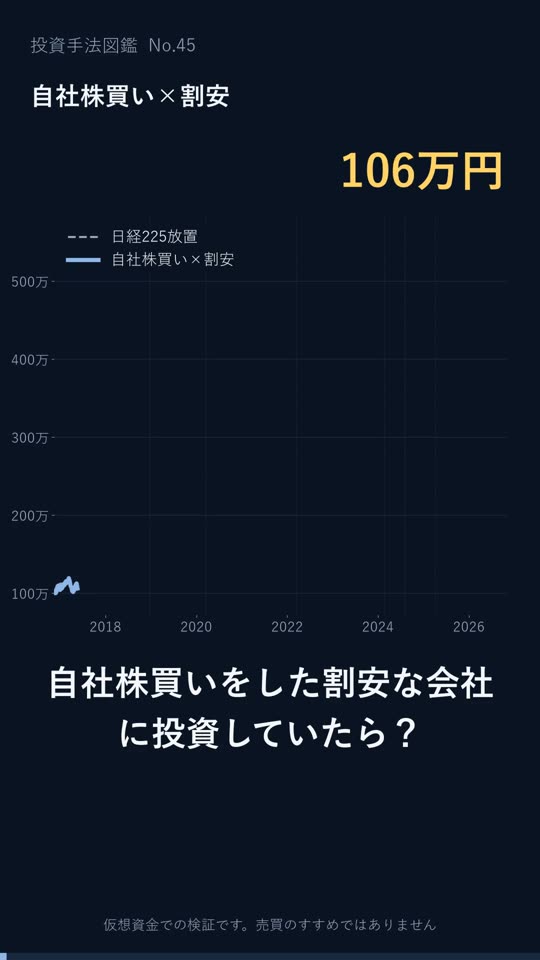 投資手法図鑑 No.45
自社株買い×割安
106万円
日経225放置
自社株買い×割安
500万
400万
300万
200万
100万
2018 2020 2022 2024 2026
自社株買いをした割安な会社
に投資していたら？
仮想資金での検証です。売買のすすめではありません